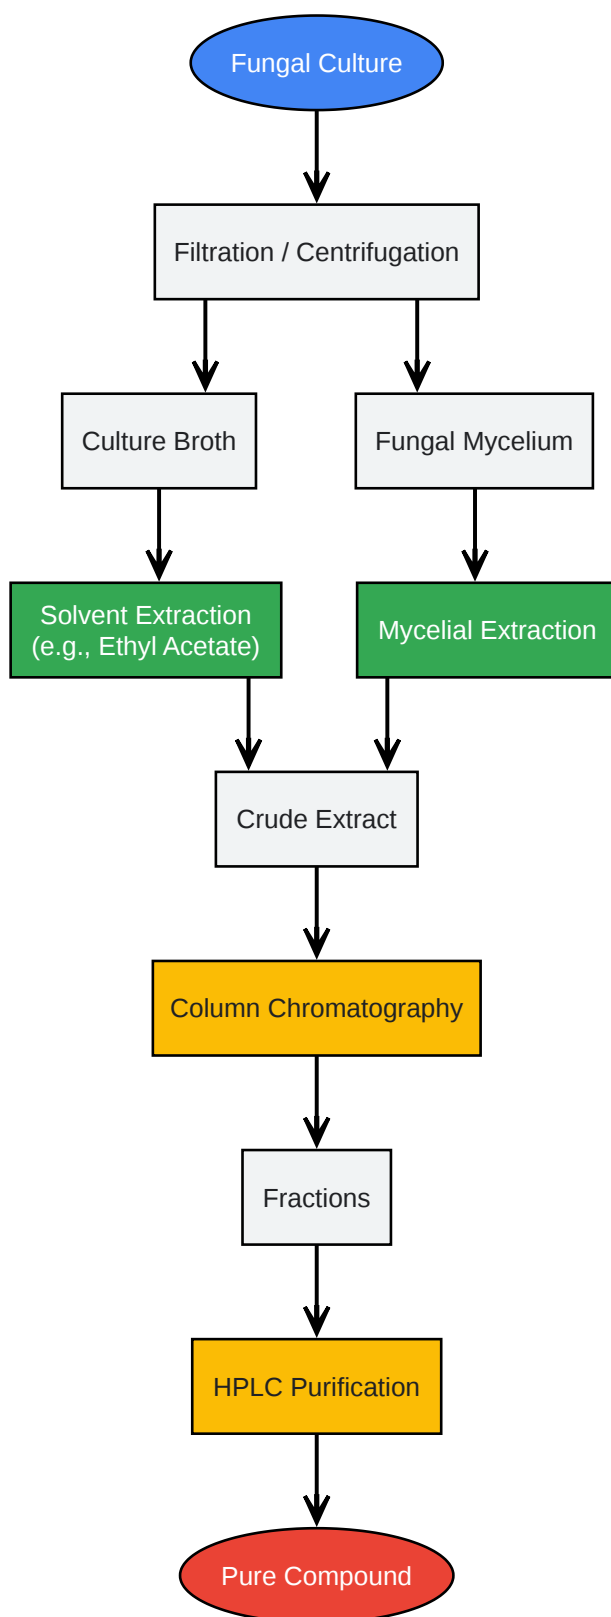 Fungal Culture
Filtration / Centrifugation
Culture Broth
Fungal Mycelium
Solvent Extraction
(e.g., Ethyl Acetate)
Mycelial Extraction
Crude Extract
Column Chromatography
Fractions
HPLC Purification
Pure Compound